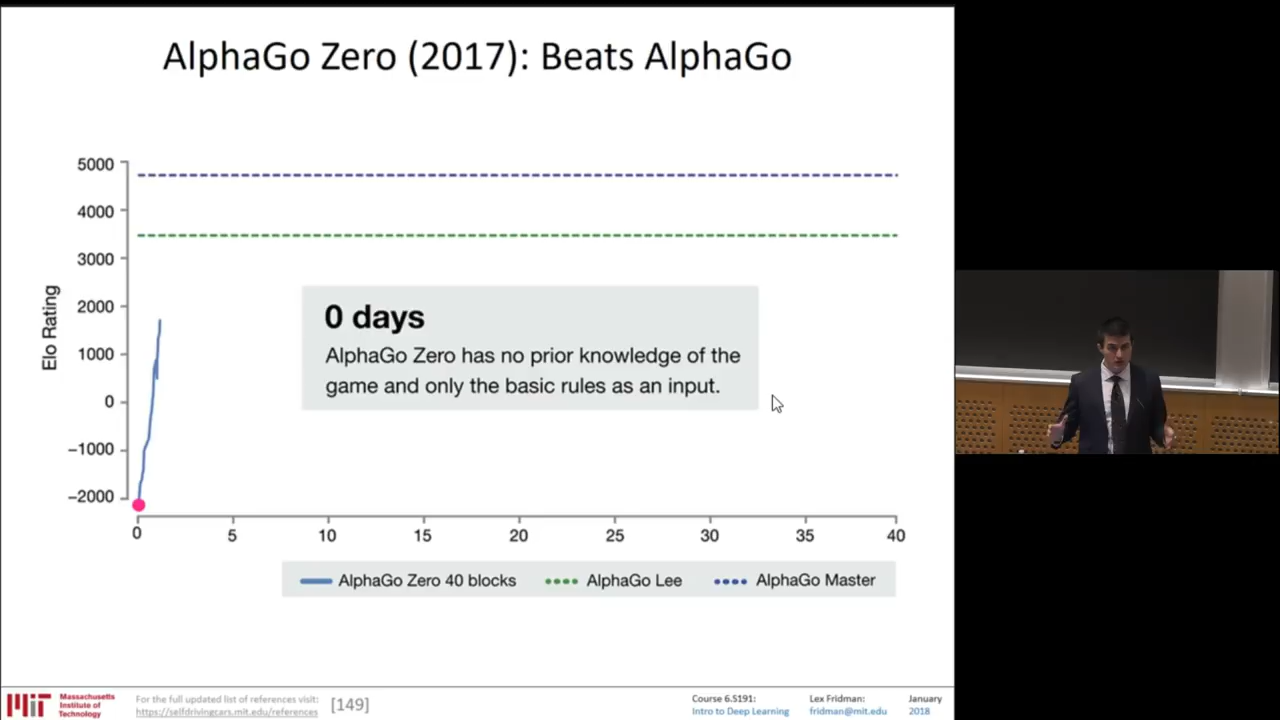 AlphaGo Zero (2017): Beats AlphaGo
5000
4000
3000
2000
1000
0
−1000
−2000
Elo Rating
0 days
AlphaGo Zero has no prior knowledge of the
game and only the basic rules as an input.
0 5 10 15 20 25 30 35 40
AlphaGo Zero 40 blocks AlphaGo Lee AlphaGo Master
MIT
Massachusetts
Institute of
Technology
For the full updated list of references visit:
https://selfdrivingcars.mit.edu/references
[149]
Course 6.S191:
Intro to Deep Learning
Lex Fridman:
fridman@mit.edu
January
2018